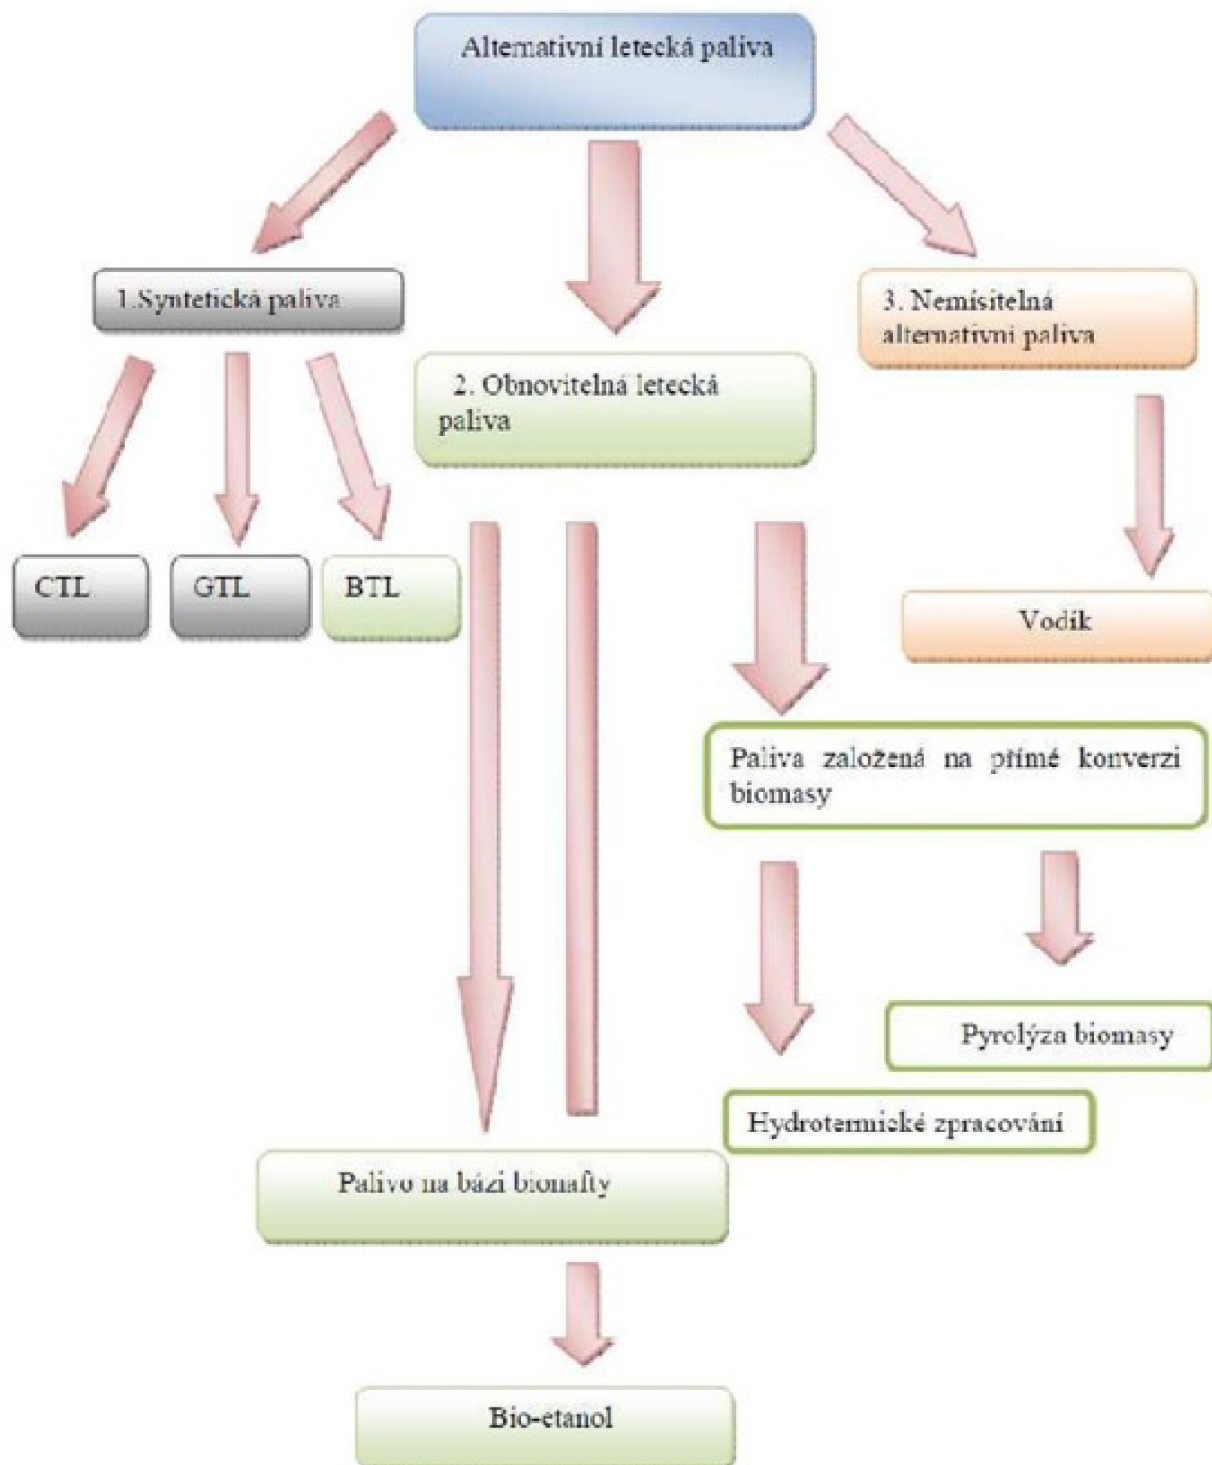 Alternativní letecká paliva
1.Syntetická paliva
3. Nemísitelná
alternativní paliva
2. Obnovitelná letecká
paliva
CTL
GTL
BTL
Vodík
Paliva založená na přímé konverzi
biomasy
Pyrolýza biomasy
Hydrotermické zpracování
Palivo na bázi bionafty
Bio-etanol